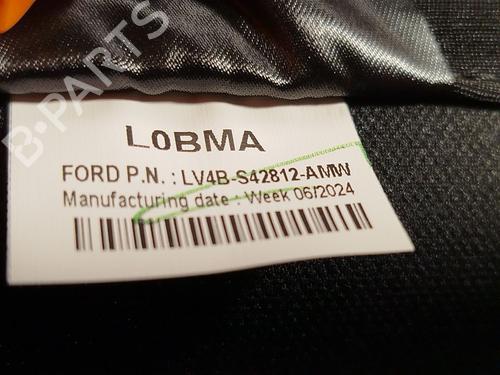 B-PARTS
L0BMA
FORD P.N. : LV4B-S42812-AMW
Manufacturing date : Week 06/2024